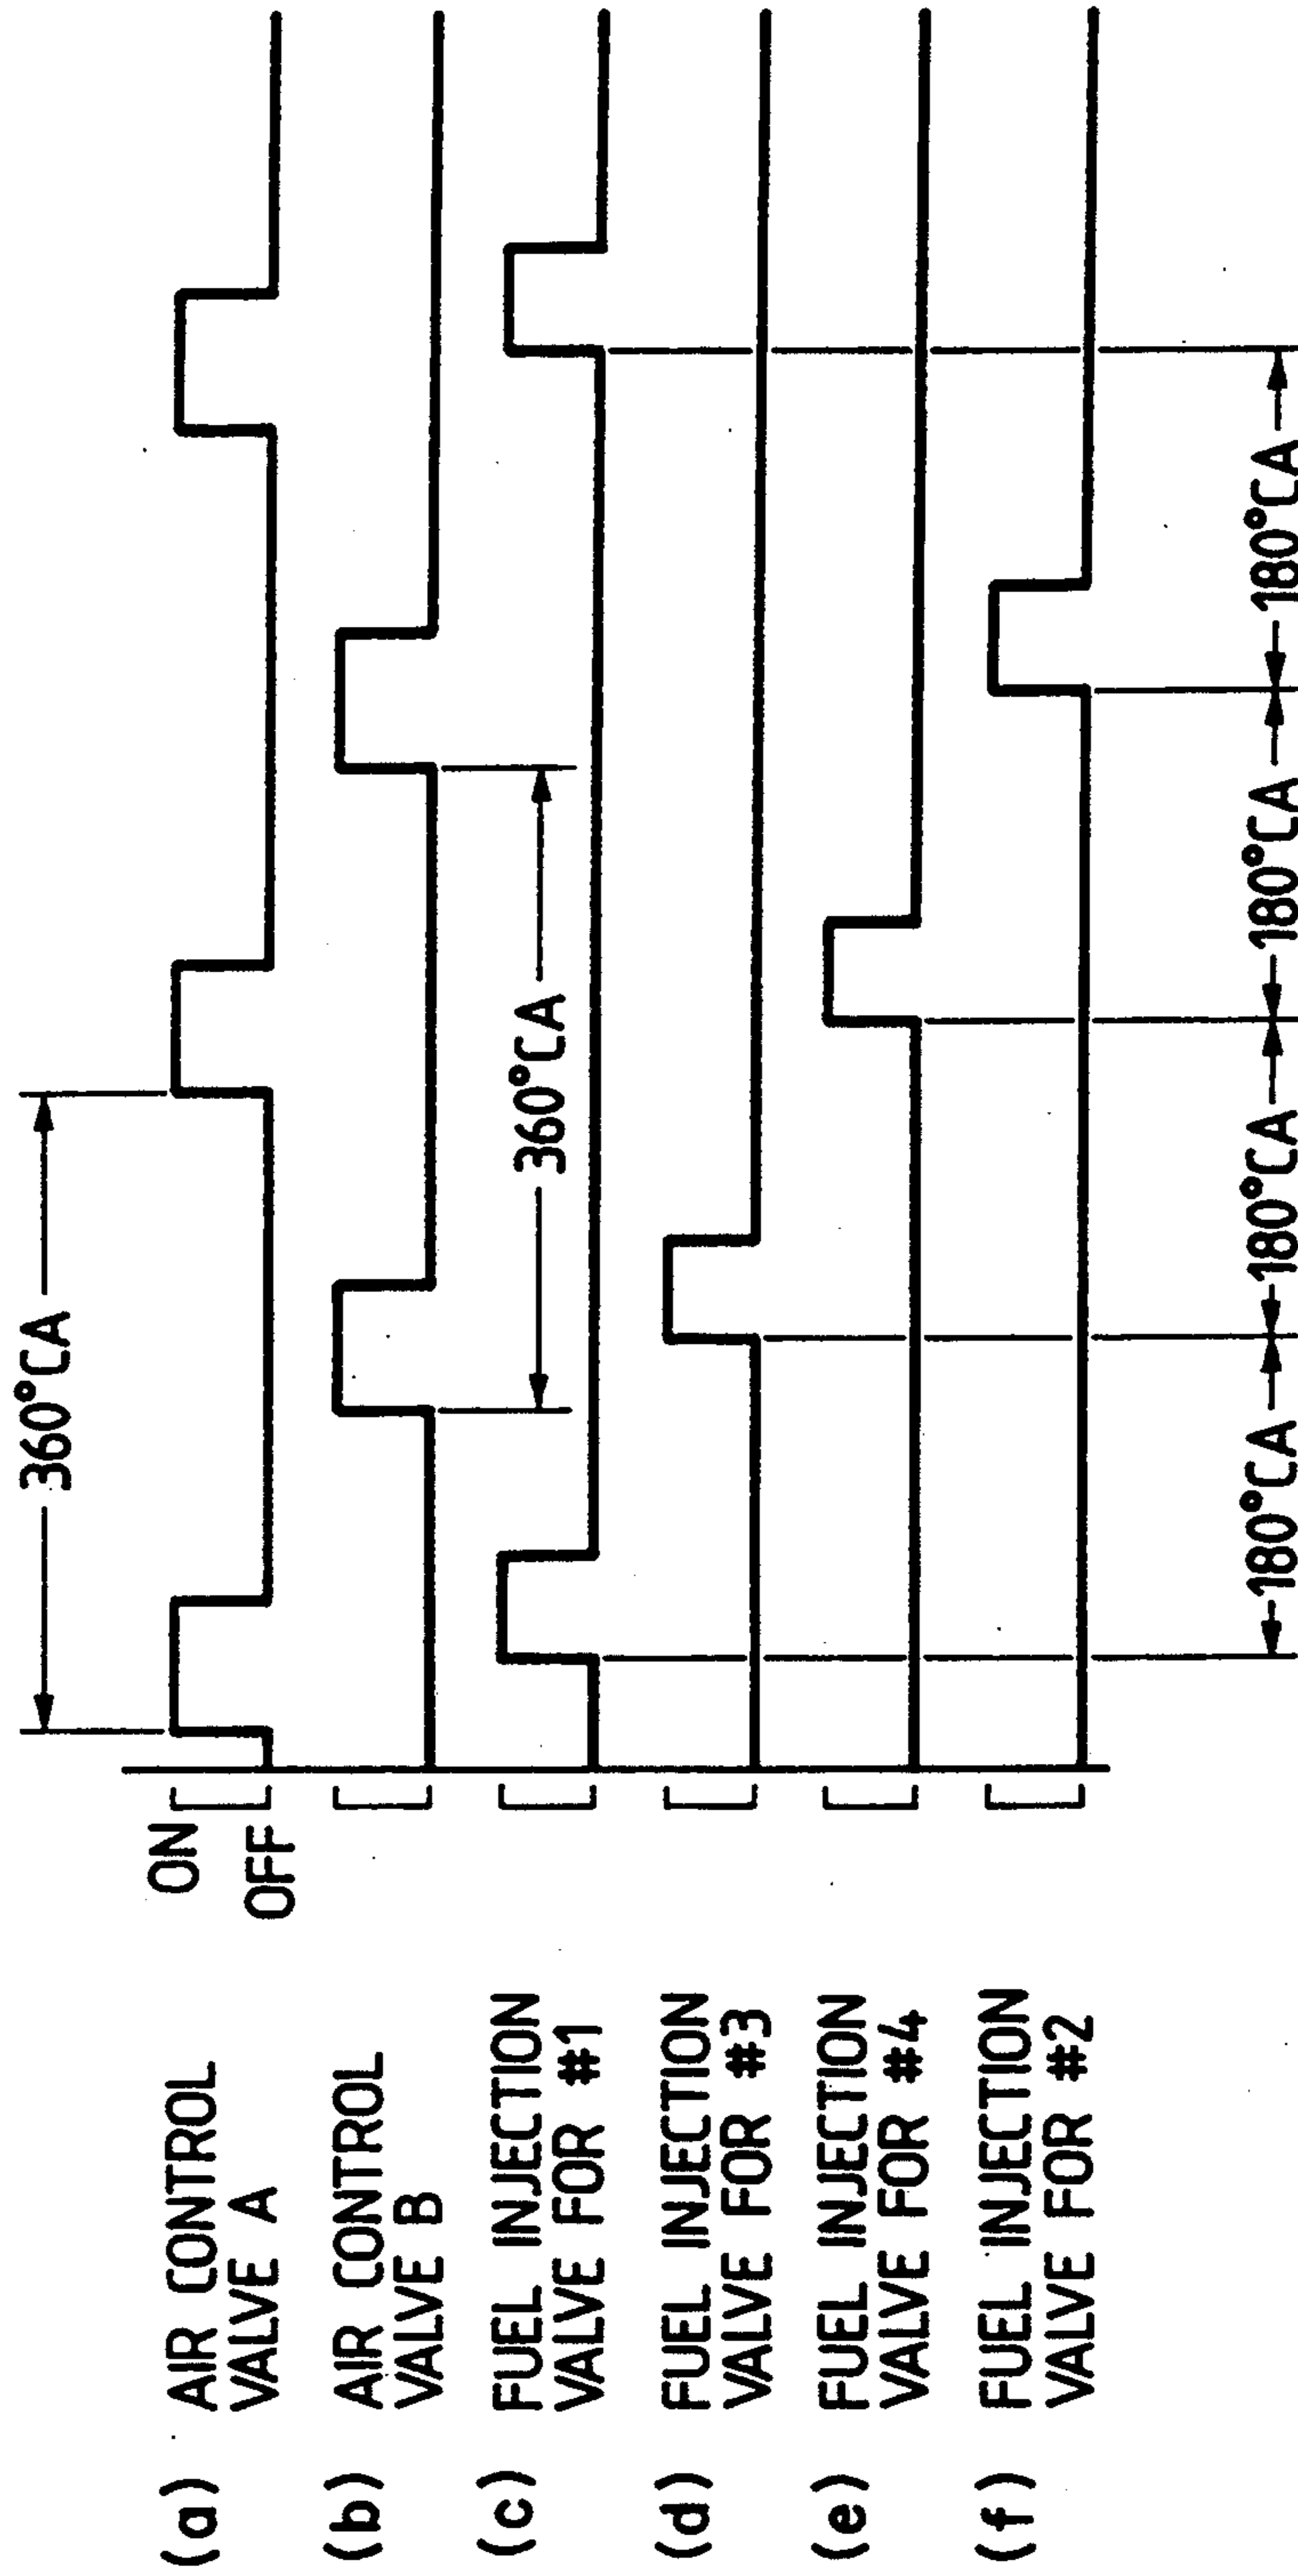 360°CA
ON
OFF
(a) AIR CONTROL
VALVE A
(b) AIR CONTROL
VALVE B
360°CA
(c) FUEL INJECTION
VALVE FOR #1
(d) FUEL INJECTION
VALVE FOR #3
(e) FUEL INJECTION
VALVE FOR #4
(f) FUEL INJECTION
VALVE FOR #2
180°CA 180°CA 180°CA 180°CA